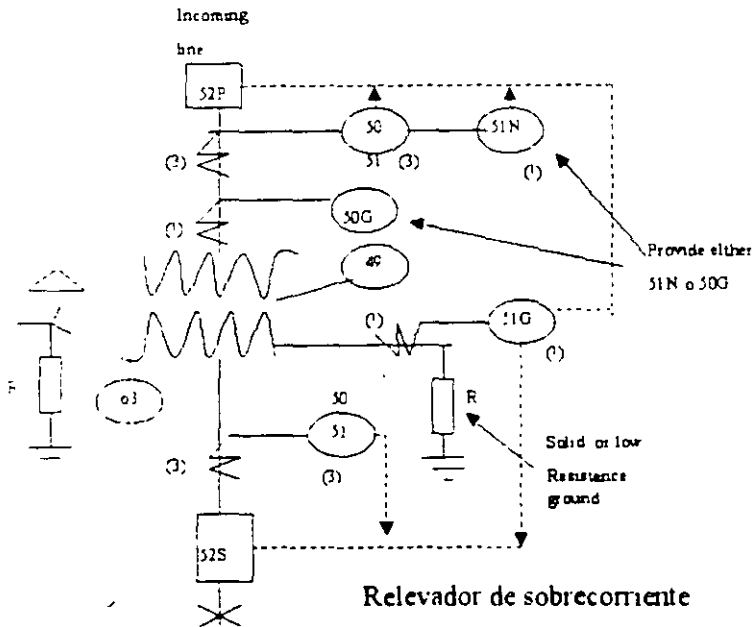 Incoming
line
52P
50
51N
51
(3)
(3)
(1)
50G
(1)
Provide either
51N o 50G
49
(1)
51G
(1)
63
50
51
R
(3)
(3)
Solid or low
Resistance
ground
52S
Relevador de sobrecorriente